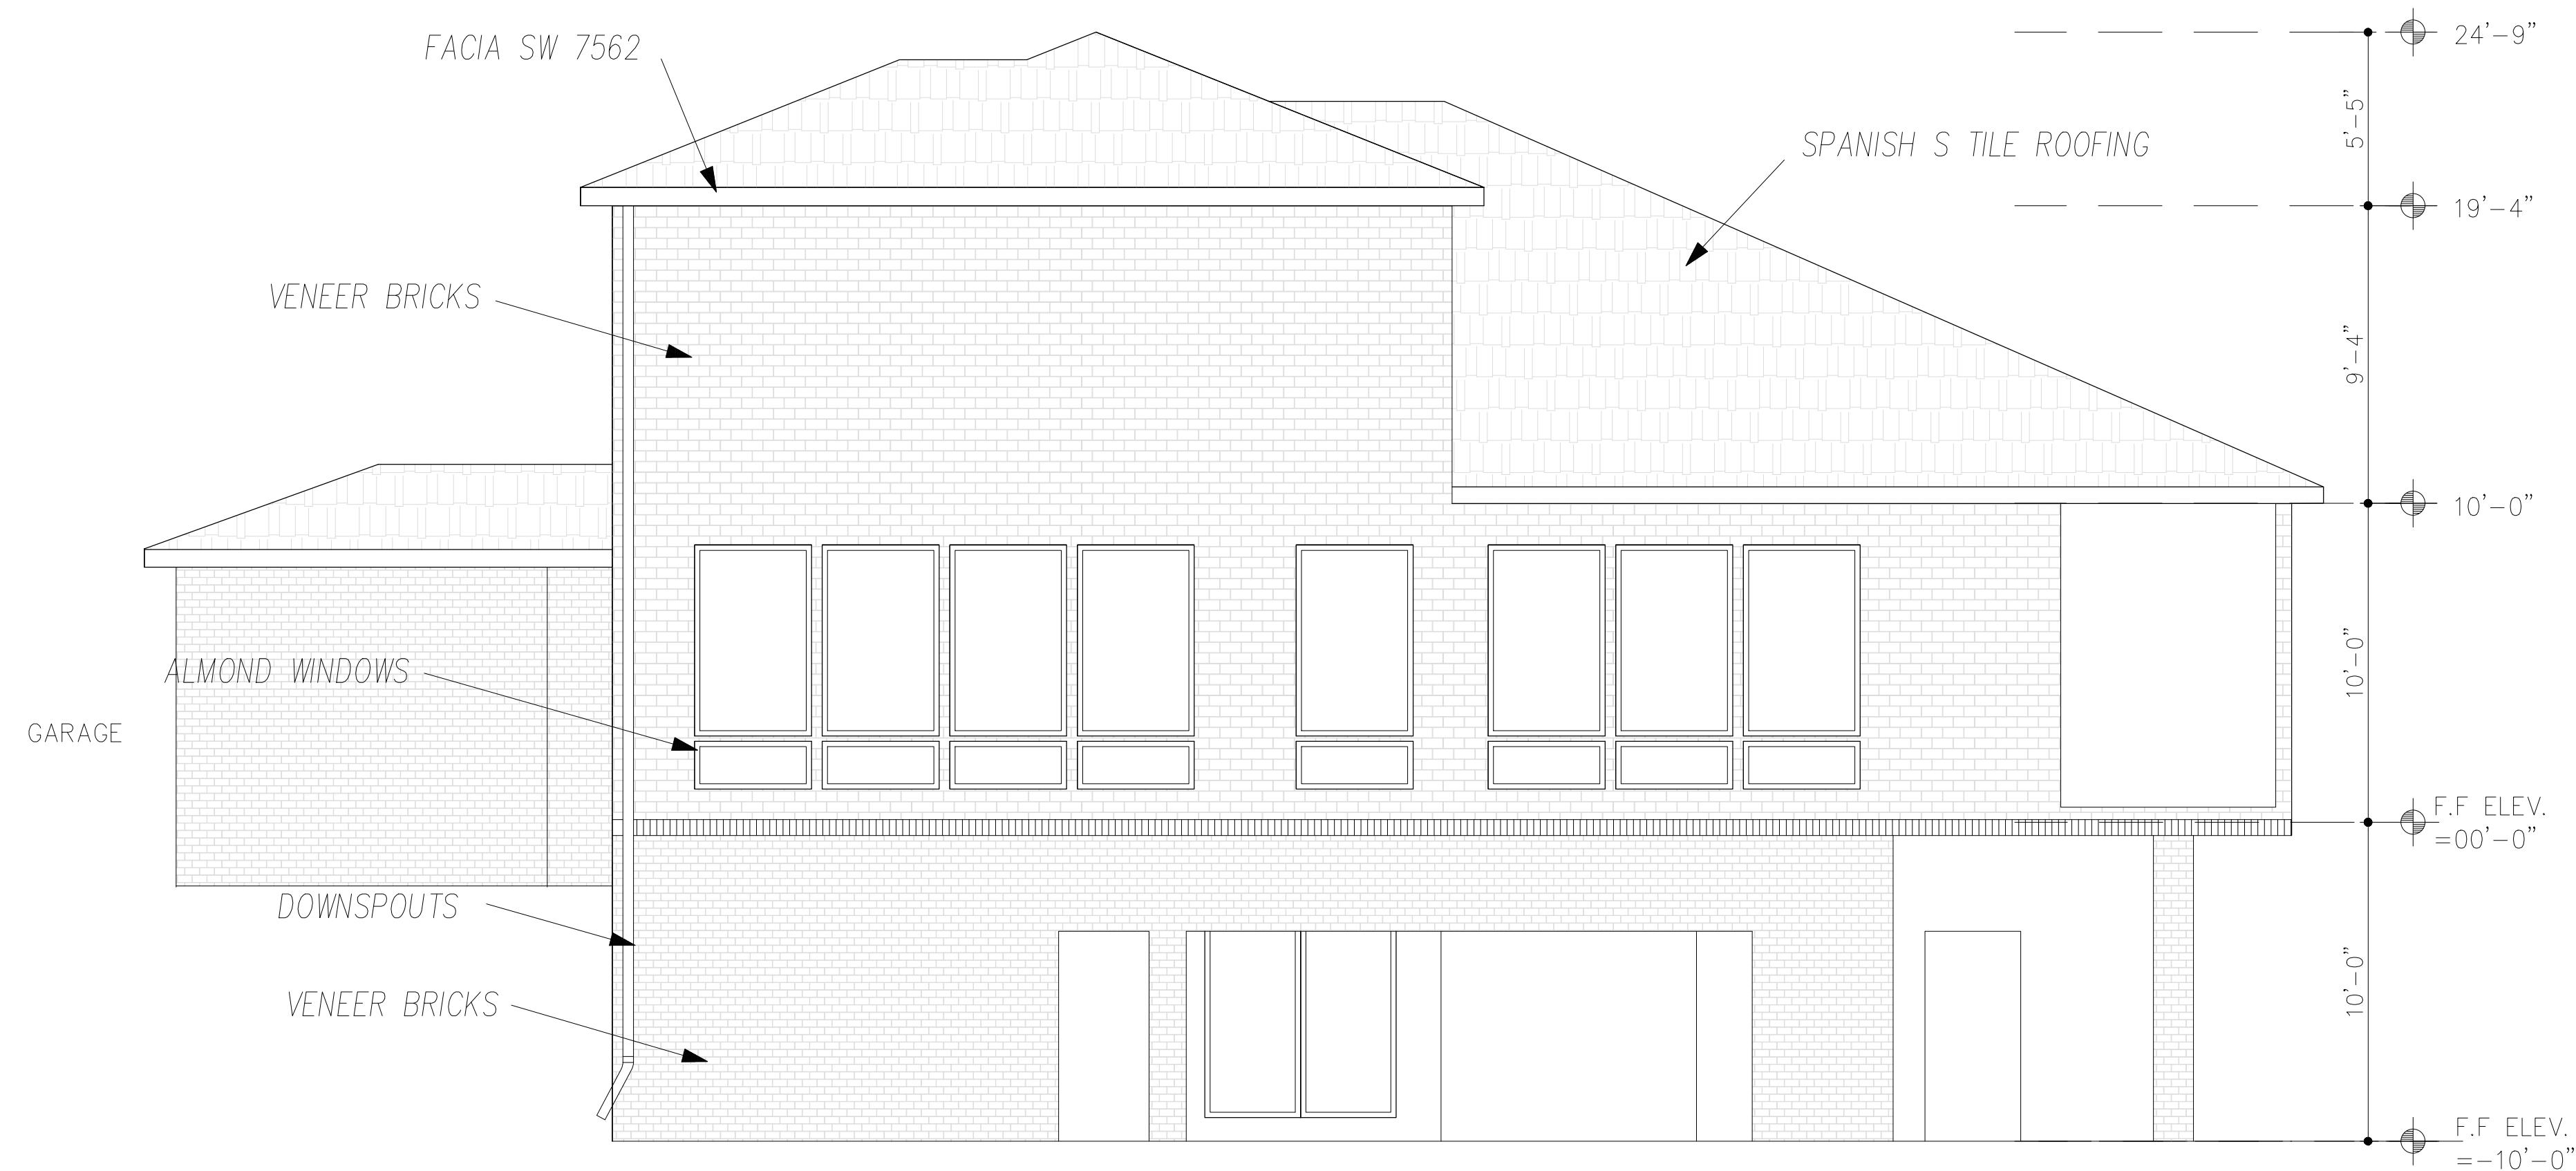 FACIA SW 7562
24'-9"
5'-5"
SPANISH S TILE ROOFING
19'-4"
VENEER BRICKS
9'-4"
10'-0"
ALMOND WINDOWS
10'-0"
GARAGE
F.F ELEV.
=00'-0"
DOWNSPOUTS
VENEER BRICKS
10'-0"
F.F ELEV.
=-10'-0"